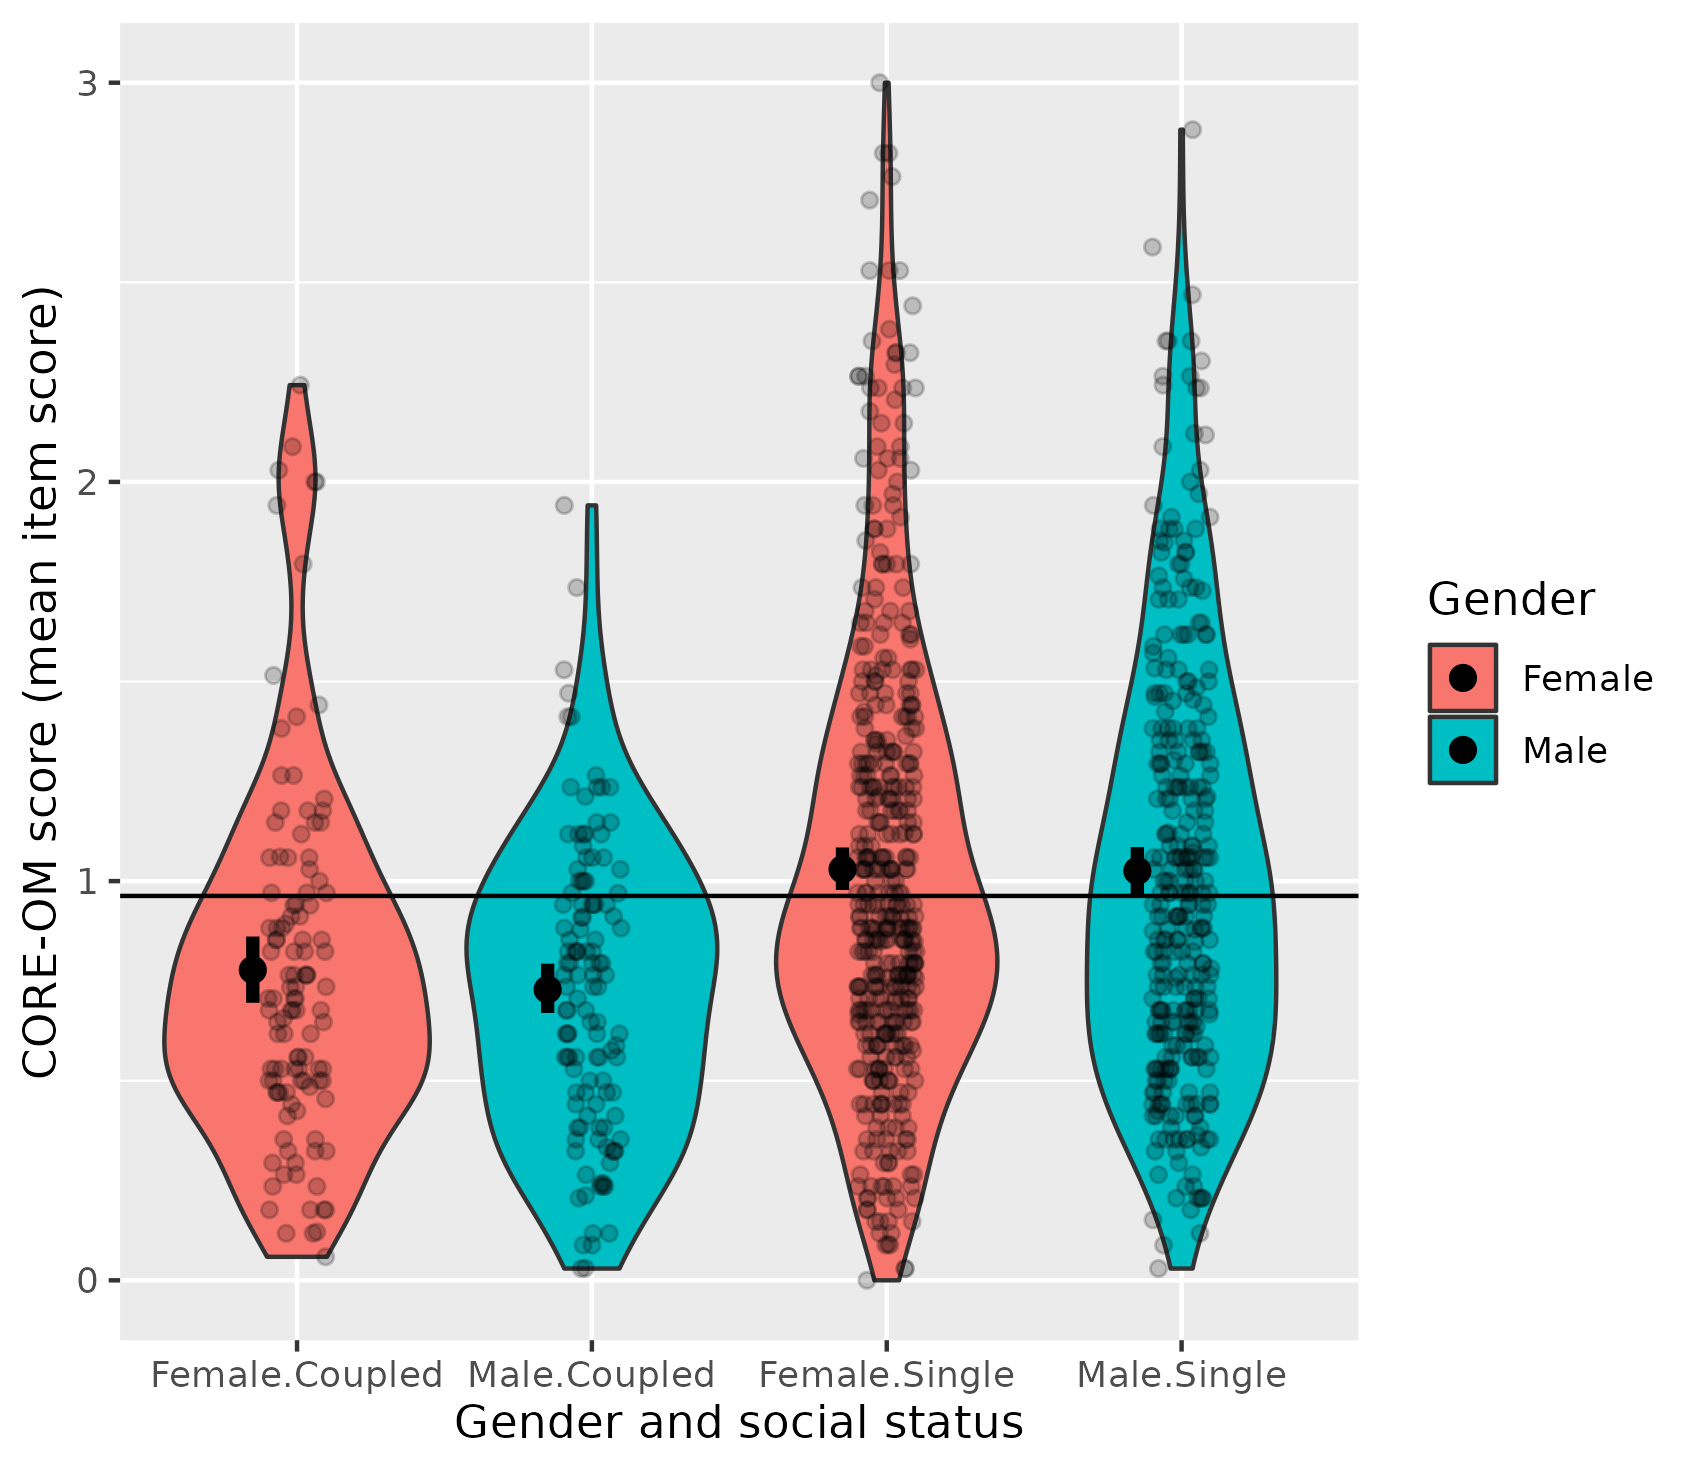 CORE-OM score (mean item score)
3
2
1
0
Female.Coupled
Male.Coupled
Female.Single
Male.Single
Gender and social status
Gender
Female
Male